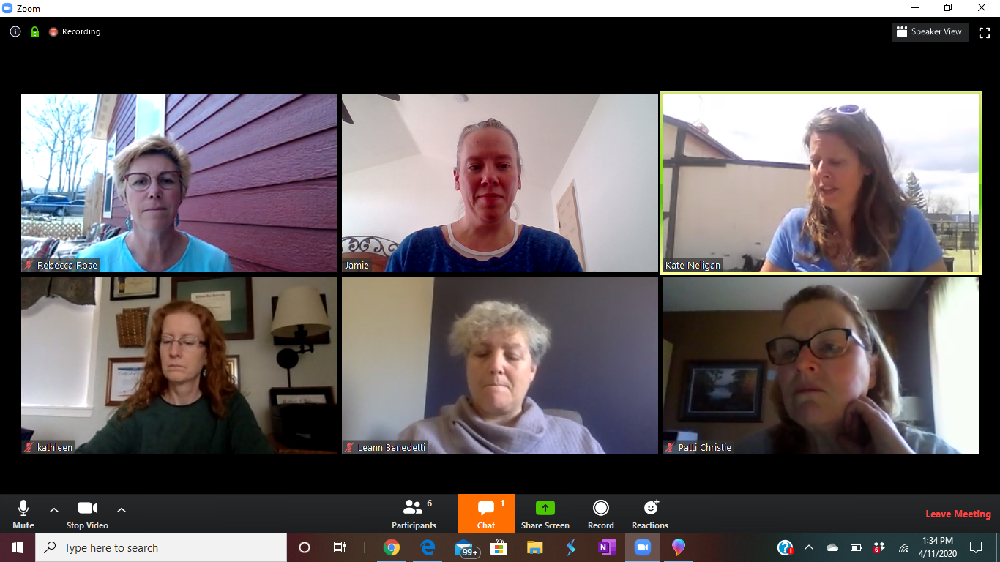 Zoom
Recording
Speaker View
Rebecca Rose
Jamie
Kate Neligan
kathleen
Leann Benedetti
Patti Christie
Mute
Stop Video
6
Participants
1
Chat
Share Screen
Record
Reactions
Leave Meeting
Type here to search
99+
N
6
1:34 PM
4/11/2020